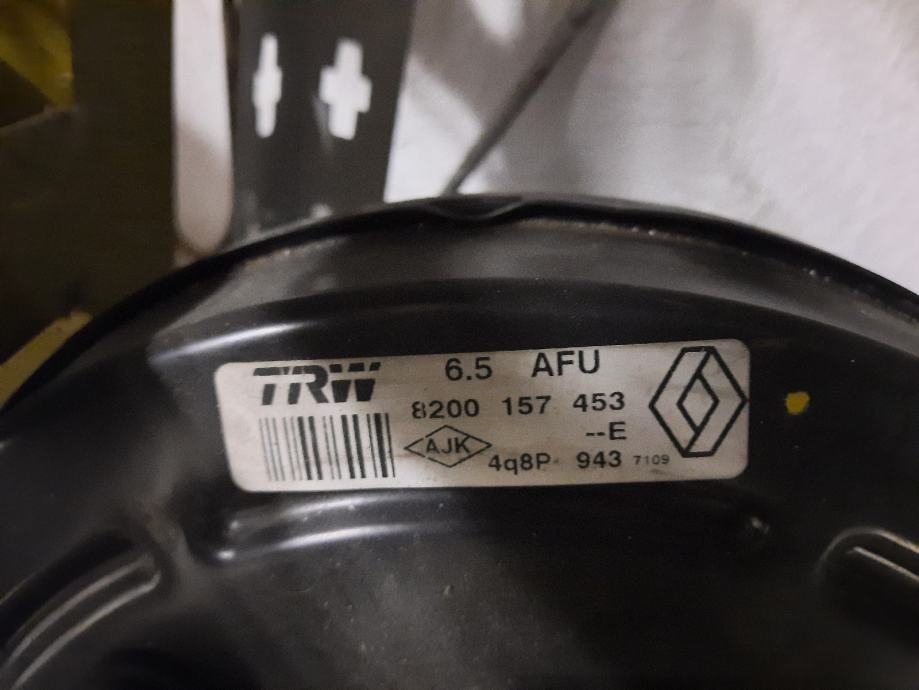 TRW 6.5 AFU
8200 157 453
--E
AJK
4q8P 943 7109